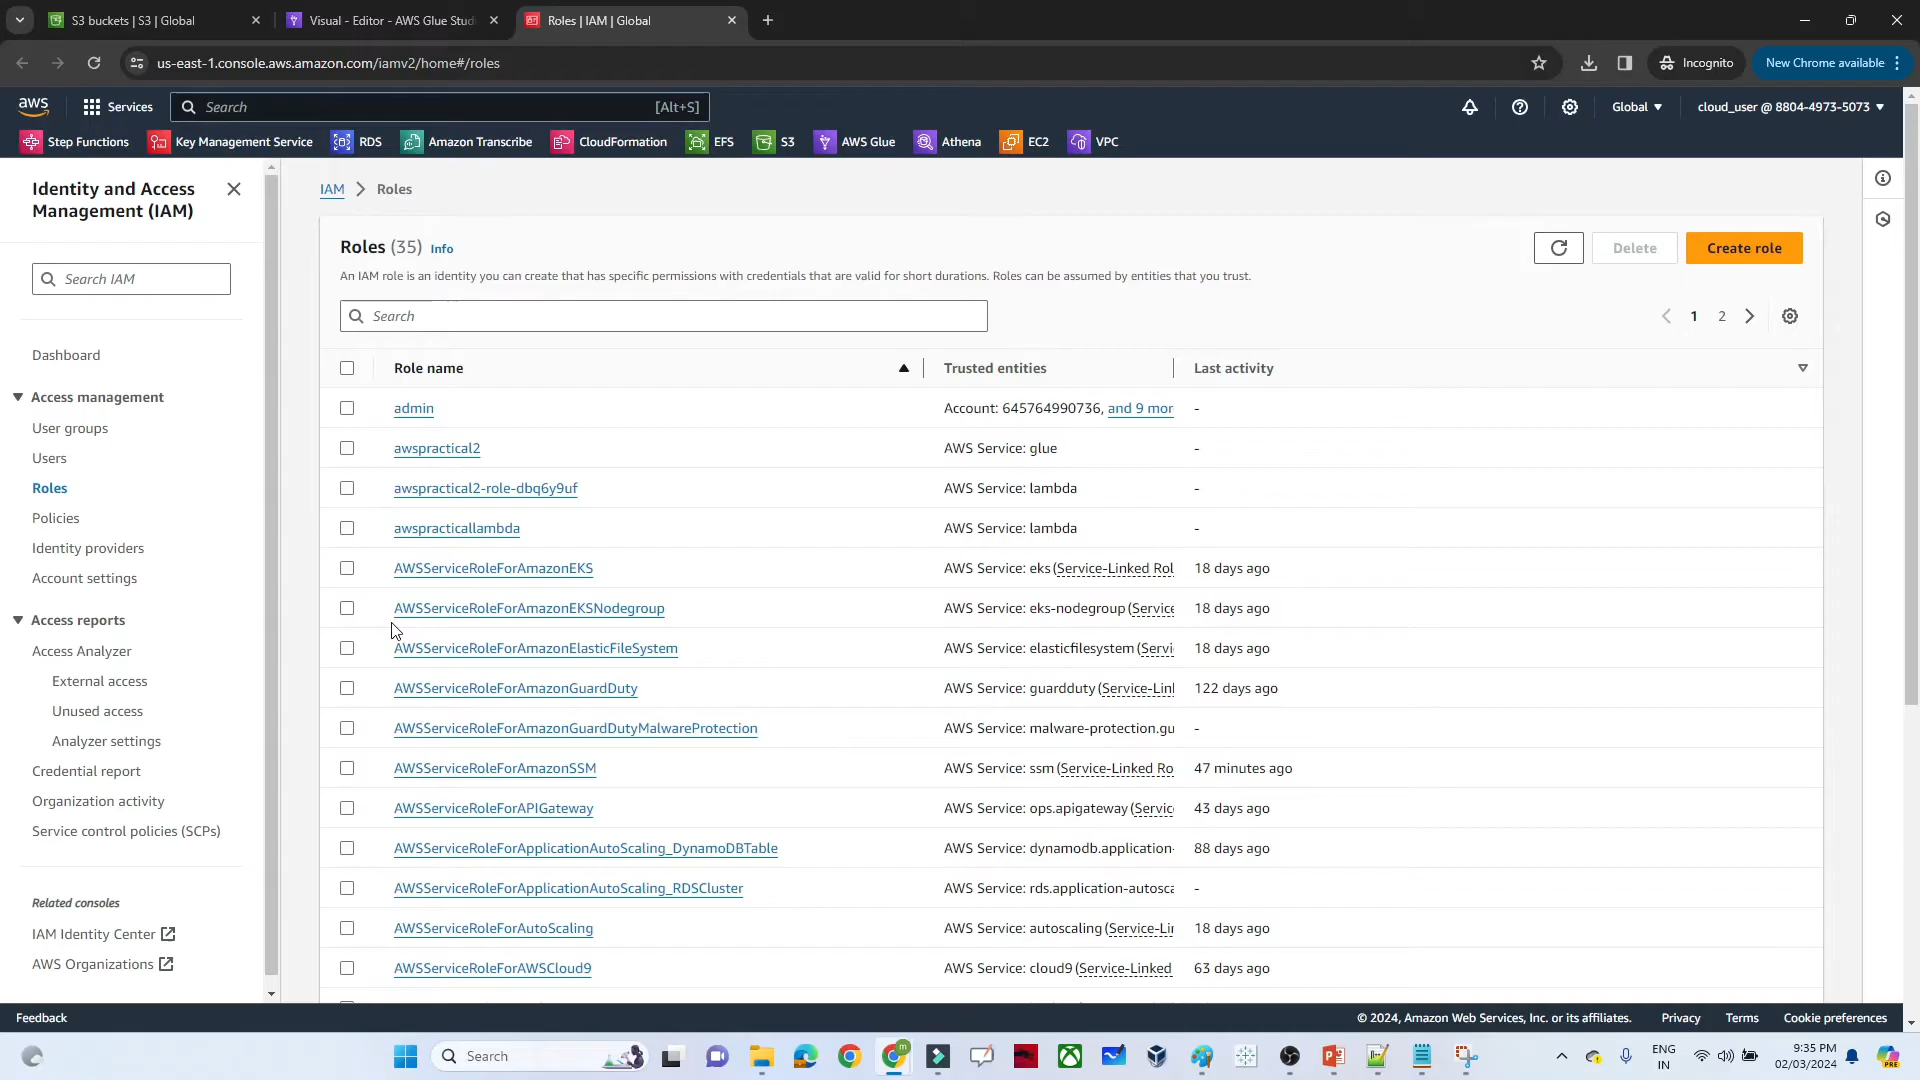 S3 buckets | S3 | Global
Visual - Editor - AWS Glue Stud
Roles | IAM | Global
us-east-1.console.aws.amazon.com/iamv2/home#/roles
Incognito
New Chrome available
aws
Services
Search
[Alt+S]
Global
cloud_user @ 8804-4973-5073
Step Functions
Key Management Service
RDS
Amazon Transcribe
CloudFormation
EFS
S3
AWS Glue
Athena
EC2
VPC
Identity and Access
Management (IAM)
Search IAM
Dashboard
Access management
User groups
Users
Roles
Policies
Identity providers
Account settings
Access reports
Access Analyzer
External access
Unused access
Analyzer settings
Credential report
Organization activity
Service control policies (SCPs)
Related consoles
IAM Identity Center
AWS Organizations
IAM > Roles
Roles (35) Info
Delete
Create role
An IAM role is an identity you can create that has specific permissions with credentials that are valid for short durations. Roles can be assumed by entities that you trust.
Search
1 2
Role name Trusted entities Last activity
admin Account: 645764990736, and 9 mor -
awspractical2 AWS Service: glue -
awspractical2-role-dbq6y9uf AWS Service: lambda -
awspracticallambda AWS Service: lambda -
AWSServiceRoleForAmazonEKS AWS Service: eks (Service-Linked Rol 18 days ago
AWSServiceRoleForAmazonEKSNodegroup AWS Service: eks-nodegroup (Service 18 days ago
AWSServiceRoleForAmazonElasticFileSystem AWS Service: elasticfilesystem (Servi 18 days ago
AWSServiceRoleForAmazonGuardDuty AWS Service: guardduty (Service-Lin 122 days ago
AWSServiceRoleForAmazonGuardDutyMalwareProtection AWS Service: malware-protection.gu -
AWSServiceRoleForAmazonSSM AWS Service: ssm (Service-Linked Ro 47 minutes ago
AWSServiceRoleForAPIGateway AWS Service: ops.apigateway (Servic 43 days ago
AWSServiceRoleForApplicationAutoScaling_DynamoDBTable AWS Service: dynamodb.application- 88 days ago
AWSServiceRoleForApplicationAutoScaling_RDSCluster AWS Service: rds.application-autosca -
AWSServiceRoleForAutoScaling AWS Service: autoscaling (Service-Li 18 days ago
AWSServiceRoleForAWSCloud9 AWS Service: cloud9 (Service-Linked 63 days ago
Feedback
© 2024, Amazon Web Services, Inc. or its affiliates.
Privacy
Terms
Cookie preferences
Search
ENG
IN
9:35 PM
02/03/2024